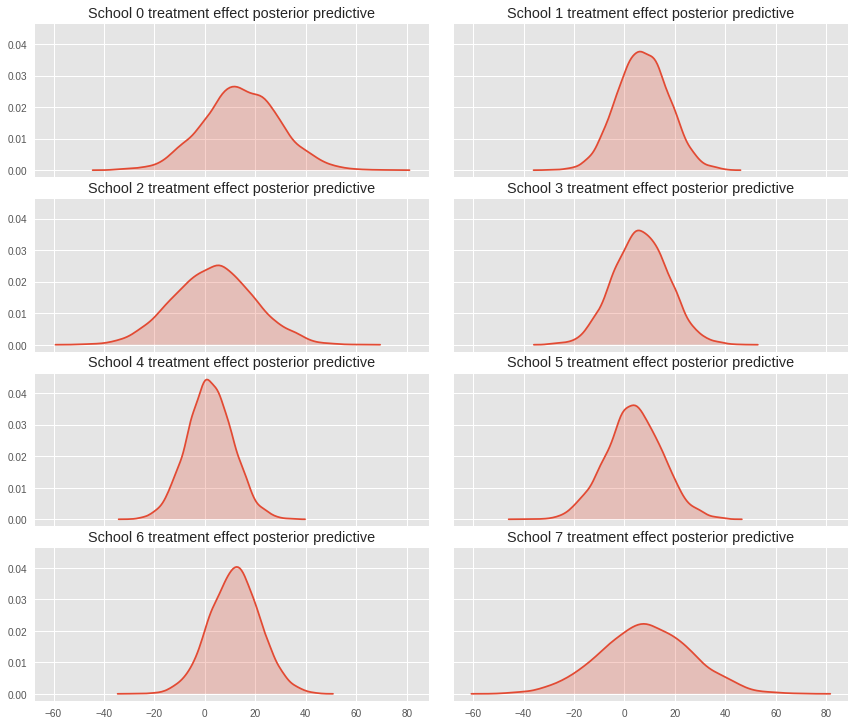 School 0 treatment effect posterior predictive
School 1 treatment effect posterior predictive
0.04
0.03
0.02
0.01
0.00
School 2 treatment effect posterior predictive
School 3 treatment effect posterior predictive
0.04
0.03
0.02
0.01
0.00
School 4 treatment effect posterior predictive
School 5 treatment effect posterior predictive
0.04
0.03
0.02
0.01
0.00
School 6 treatment effect posterior predictive
School 7 treatment effect posterior predictive
0.04
0.03
0.02
0.01
0.00
−60 −40 −20 0 20 40 60 80
−60 −40 −20 0 20 40 60 80